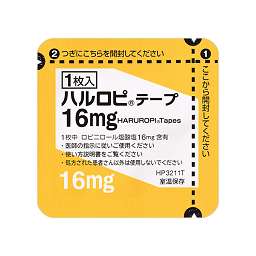 ②つぎにこちらを開封してください
①ここから開封してください
1枚入
ハルロピ®テープ
16mg HARUROPI®Tapes
1枚中 ロピニロール塩酸塩16mg 含有
・医師の指示に従いご使用ください
・使い方説明書をご覧ください
・処方された患者さん以外は使用しないでください
16mg
HP3211T
室温保存